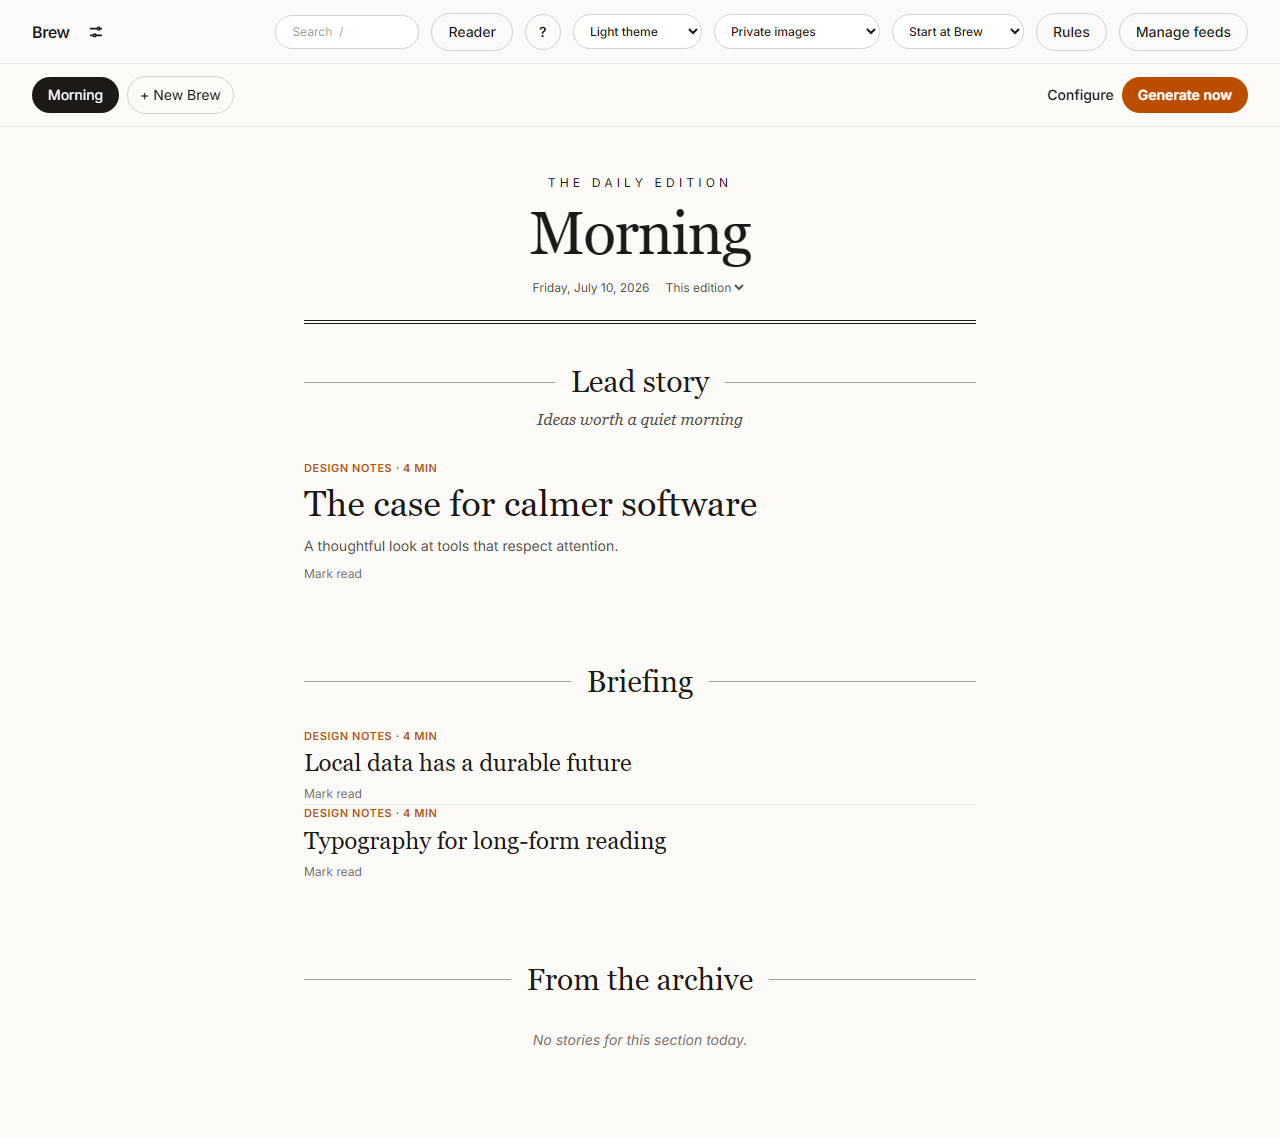 Brew
Search /
Reader
?
Light theme
Private images
Start at Brew
Rules
Manage feeds
Morning
+ New Brew
Configure
Generate now
THE DAILY EDITION
Morning
Friday, July 10, 2026 This edition
Lead story
Ideas worth a quiet morning
DESIGN NOTES · 4 MIN
The case for calmer software
A thoughtful look at tools that respect attention.
Mark read
Briefing
DESIGN NOTES · 4 MIN
Local data has a durable future
Mark read
DESIGN NOTES · 4 MIN
Typography for long-form reading
Mark read
From the archive
No stories for this section today.